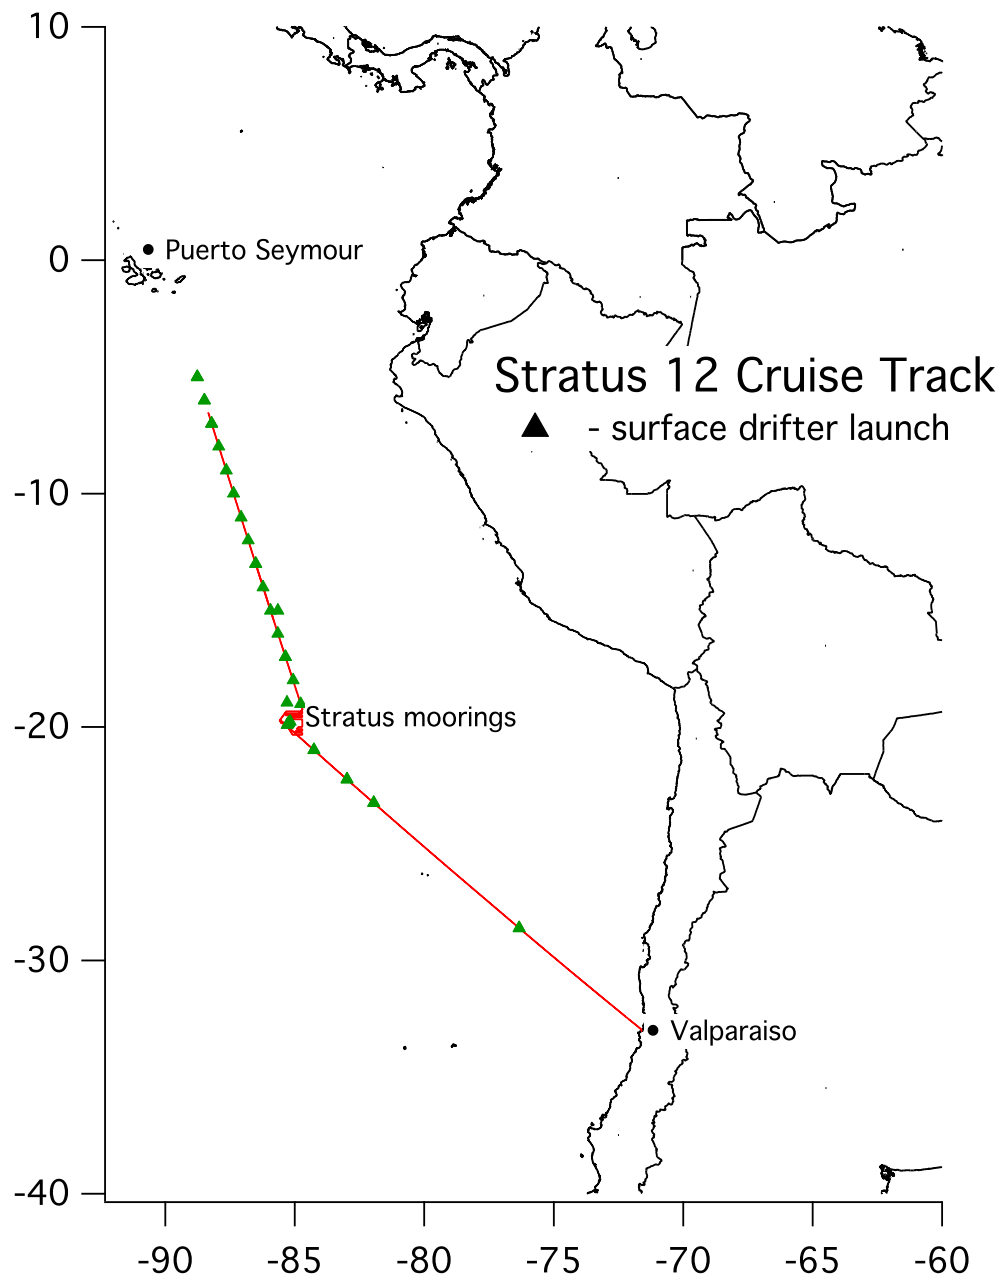 10
Puerto Seymour
0
Stratus 12 Cruise Track
- surface drifter launch
-10
Stratus moorings
-20
-30
Valparaiso
-40
-90 -85 -80 -75 -70 -65 -60